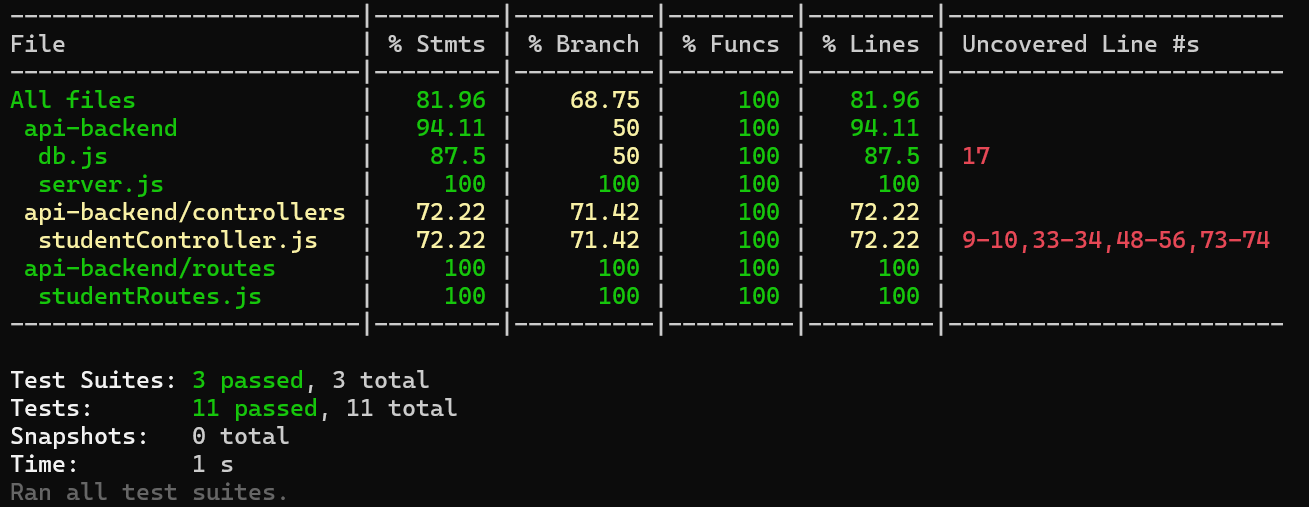 --------------------------|---------|----------|---------|---------|------------------------
File                      | % Stmts | % Branch | % Funcs | % Lines | Uncovered Line #s
--------------------------|---------|----------|---------|---------|------------------------
All files                 |   81.96 |    68.75 |     100 |   81.96 |
 api-backend              |   94.11 |       50 |     100 |   94.11 |
  db.js                   |    87.5 |       50 |     100 |    87.5 | 17
  server.js               |     100 |      100 |     100 |     100 |
 api-backend/controllers  |   72.22 |    71.42 |     100 |   72.22 |
  studentController.js    |   72.22 |    71.42 |     100 |   72.22 | 9-10,33-34,48-56,73-74
 api-backend/routes       |     100 |      100 |     100 |     100 |
  studentRoutes.js        |     100 |      100 |     100 |     100 |
--------------------------|---------|----------|---------|---------|------------------------
Test Suites: 3 passed, 3 total
Tests:       11 passed, 11 total
Snapshots:   0 total
Time:        1 s
Ran all test suites.